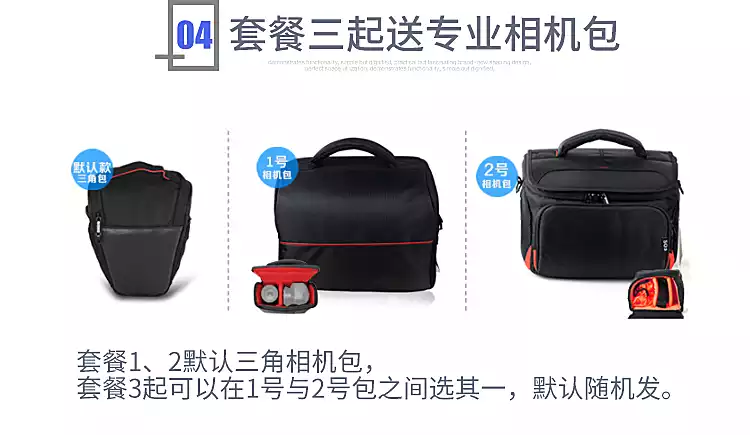 04 套餐三起送专业相机包
默认款
三角包
1号
相机包
2号
相机包
EOS
套餐1、2默认三角相机包，
套餐3起可以在1号与2号包之间选其一，默认随机发。